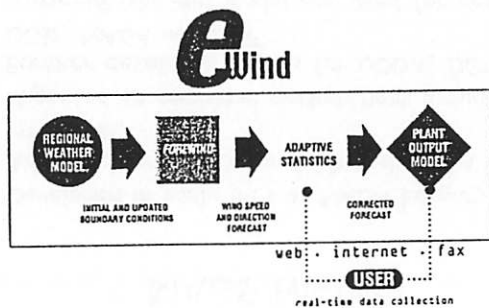 eWind
REGIONAL
WEATHER
MODEL
FOREWIND
ADAPTIVE
STATISTICS
PLANT
OUTPUT
MODEL
INITIAL AND UPDATED
BOUNDARY CONDITIONS
WIND SPEED
AND DIRECTION
FORECAST
CORRECTED
FORECAST
web . internet . fax
USER
real-time data collection